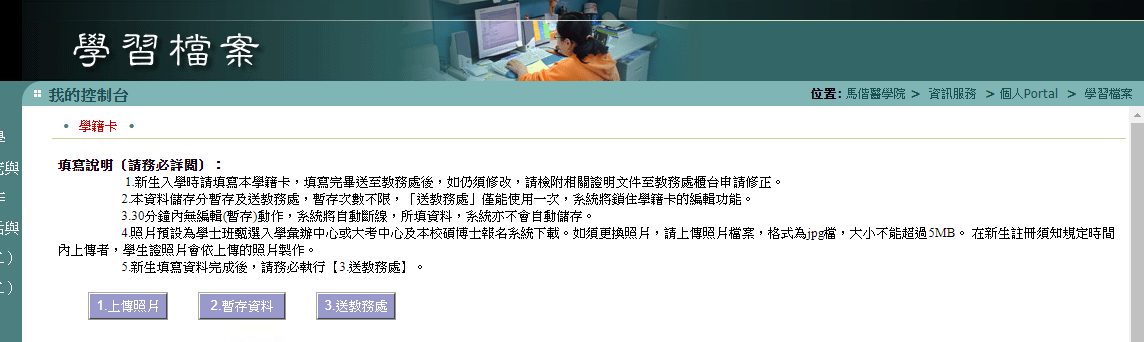 學習檔案
我的控制台
位置: 馬偕醫學院 > 資訊服務 > 個人Portal > 學習檔案
• 學籍卡 •
填寫說明（請務必詳閱）：
1.新生入學時請填寫本學籍卡，填寫完畢送至教務處後，如仍須修改，請檢附相關證明文件至教務處櫃台申請修正。
2.本資料儲存分暫存及送教務處，暫存次數不限，「送教務處」僅能使用一次，系統將鎖住學籍卡的編輯功能。
3.30分鐘內無編輯(暫存)動作，系統將自動斷線，所填資料，系統亦不會自動儲存。
4.照片預設為學士班甄選入學彙辦中心或大考中心及本校碩博士報名系統下載。如須更換照片，請上傳照片檔案，格式為jpg檔，大小不能超過5MB。 在新生註冊須知規定時間
內上傳者，學生證照片會依上傳的照片製作。
5.新生填寫資料完成後，請務必執行【3.送教務處】。
1.上傳照片 2.暫存資料 3.送教務處